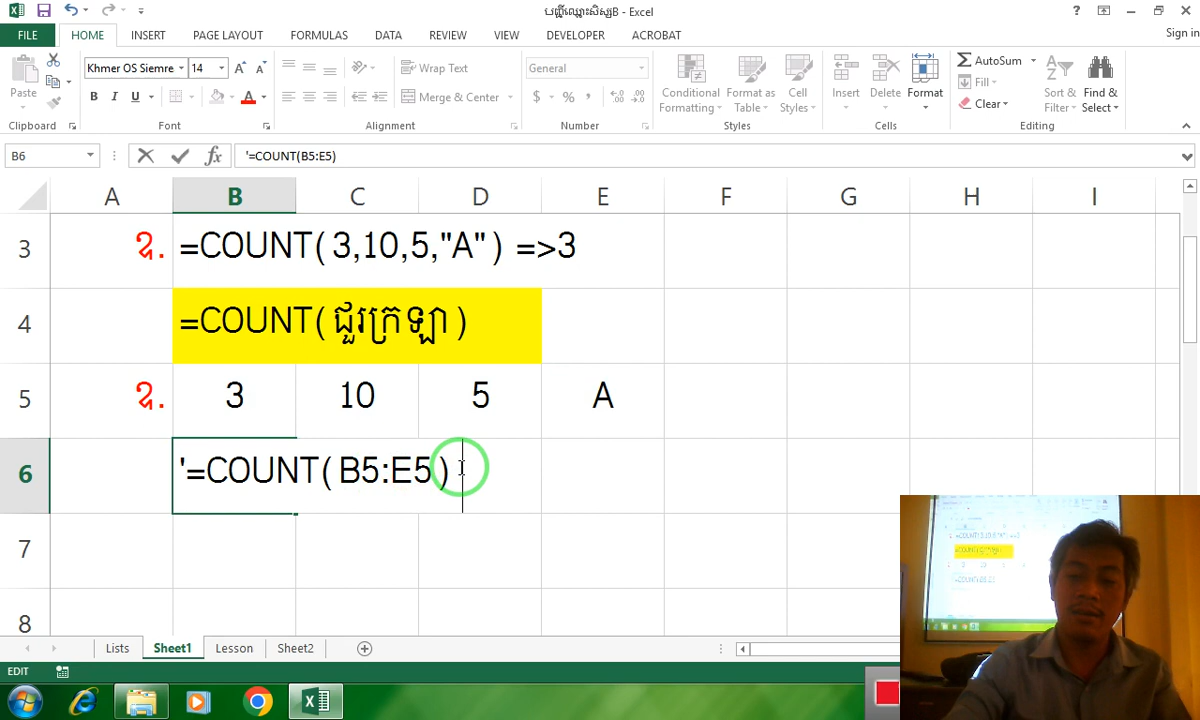 បញ្ជីឈ្មោះសិស្សB - Excel
FILE HOME INSERT PAGE LAYOUT FORMULAS DATA REVIEW VIEW DEVELOPER ACROBAT Sign in
Khmer OS Siemre 14 Wrap Text General AutoSum
Paste B I U Merge & Center $ % Conditional Formatting Format as Table Cell Styles Insert Delete Format Fill Clear Sort & Filter Find & Select
Clipboard Font Alignment Number Styles Cells Editing
B6 fx '=COUNT(B5:E5)
A B C D E F G H I
3 ឧ. =COUNT(3,10,5,"A") =>3
4 =COUNT(ជួរក្រឡា)
5 ឧ. 3 10 5 A
6 '=COUNT(B5:E5)
7
8
Lists Sheet1 Lesson Sheet2
EDIT